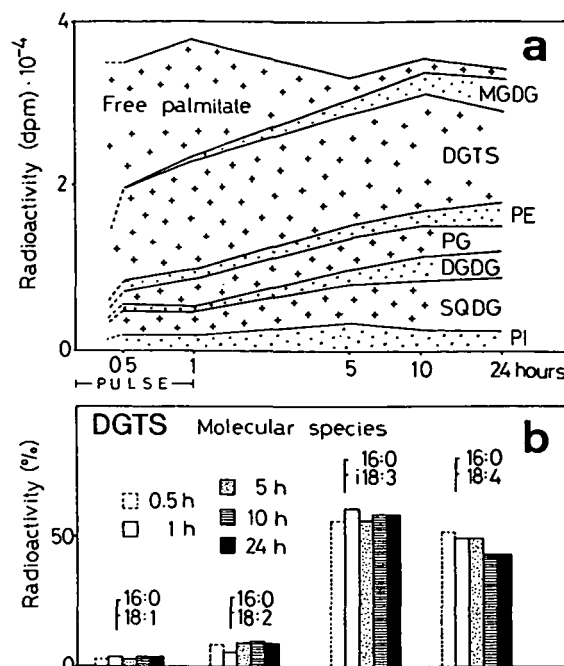 a
Radioactivity (dpm) · 10⁻⁴
4
2
0
Free palmilate
MGDG
DGTS
PE
PG
DGDG
SQDG
PI
0 5 1 5 10 24 hours
PULSE
b
DGTS Molecular species
Radioactivity (%)
50
0
0.5 h
1 h
5 h
10 h
24 h
16:0
18:1
16:0
18:2
16:0
i18:3
16:0
18:4